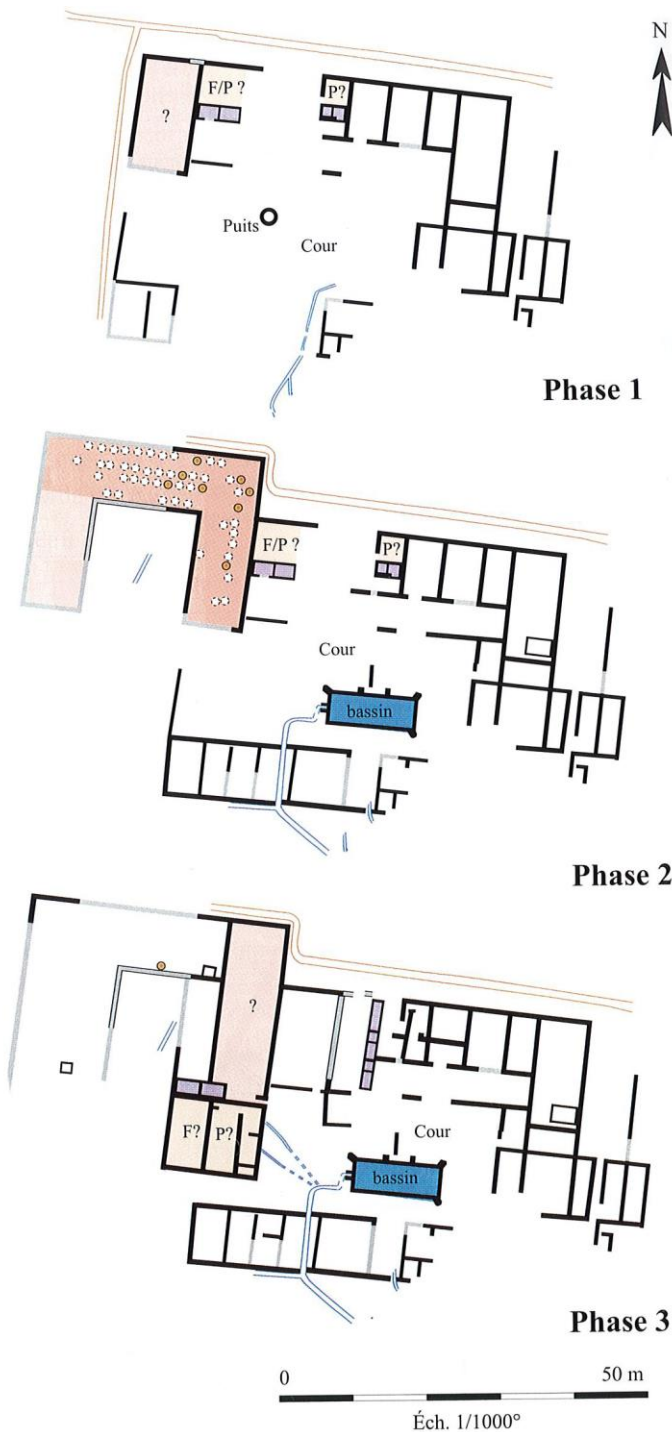 N
F/P ?
P?
?
Puits
Cour
Phase 1
F/P ?
P?
Cour
bassin
Phase 2
?
F?
P?
Cour
bassin
Phase 3
0
50 m
Éch. 1/1000°